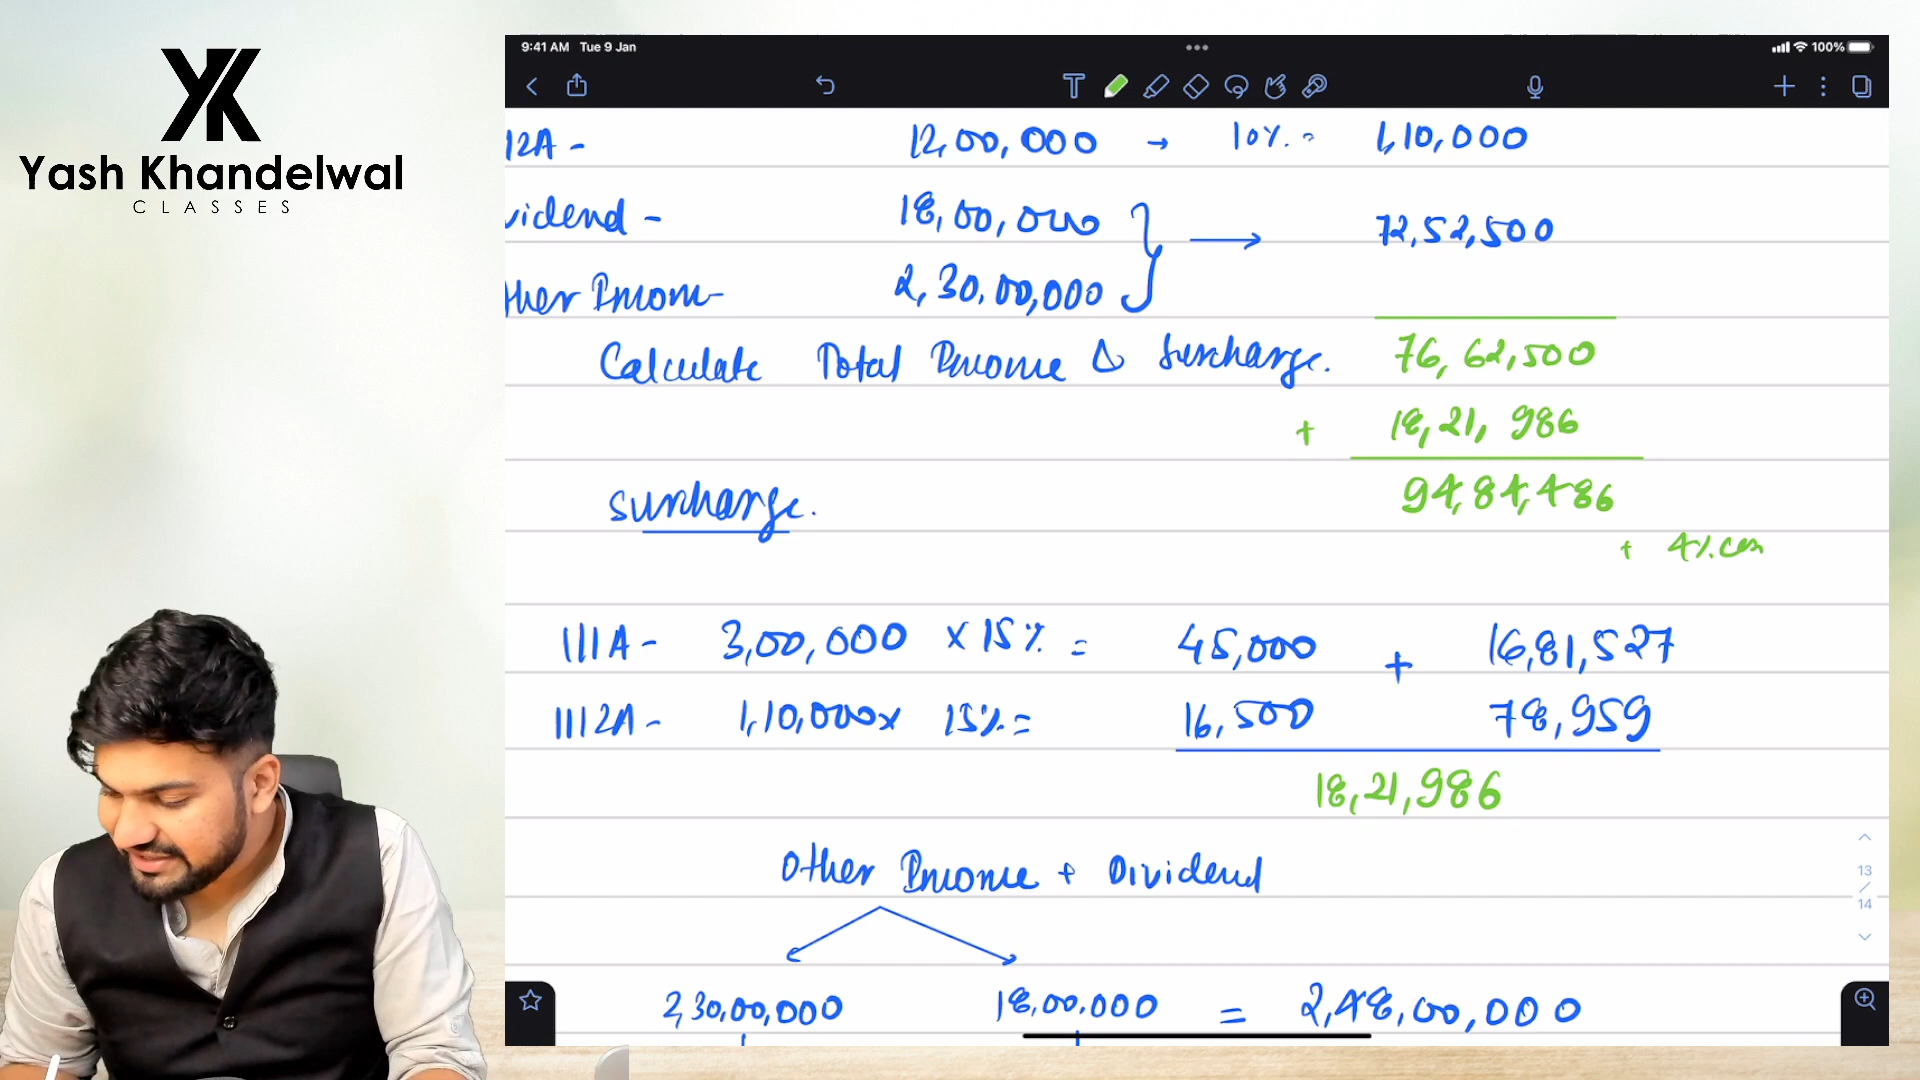 YK
Yash Khandelwal
CLASSES
9:41 AM Tue 9 Jan
100%
12A - 12,00,000 → 10% = 1,10,000
vidend - 18,00,000 → 72,52,500
ther Income 2,30,00,000
Calculate Total Income & Surcharge. 76,62,500
+ 18,21,986
Surcharge. 94,84,486
+ 4% cess
111A - 3,00,000 × 15% = 45,000 + 16,81,527
1112A - 1,10,000 × 15% = 16,500 78,959
18,21,986
Other Income + Dividend
13
/
14
2,30,00,000 18,00,000 = 2,48,00,000